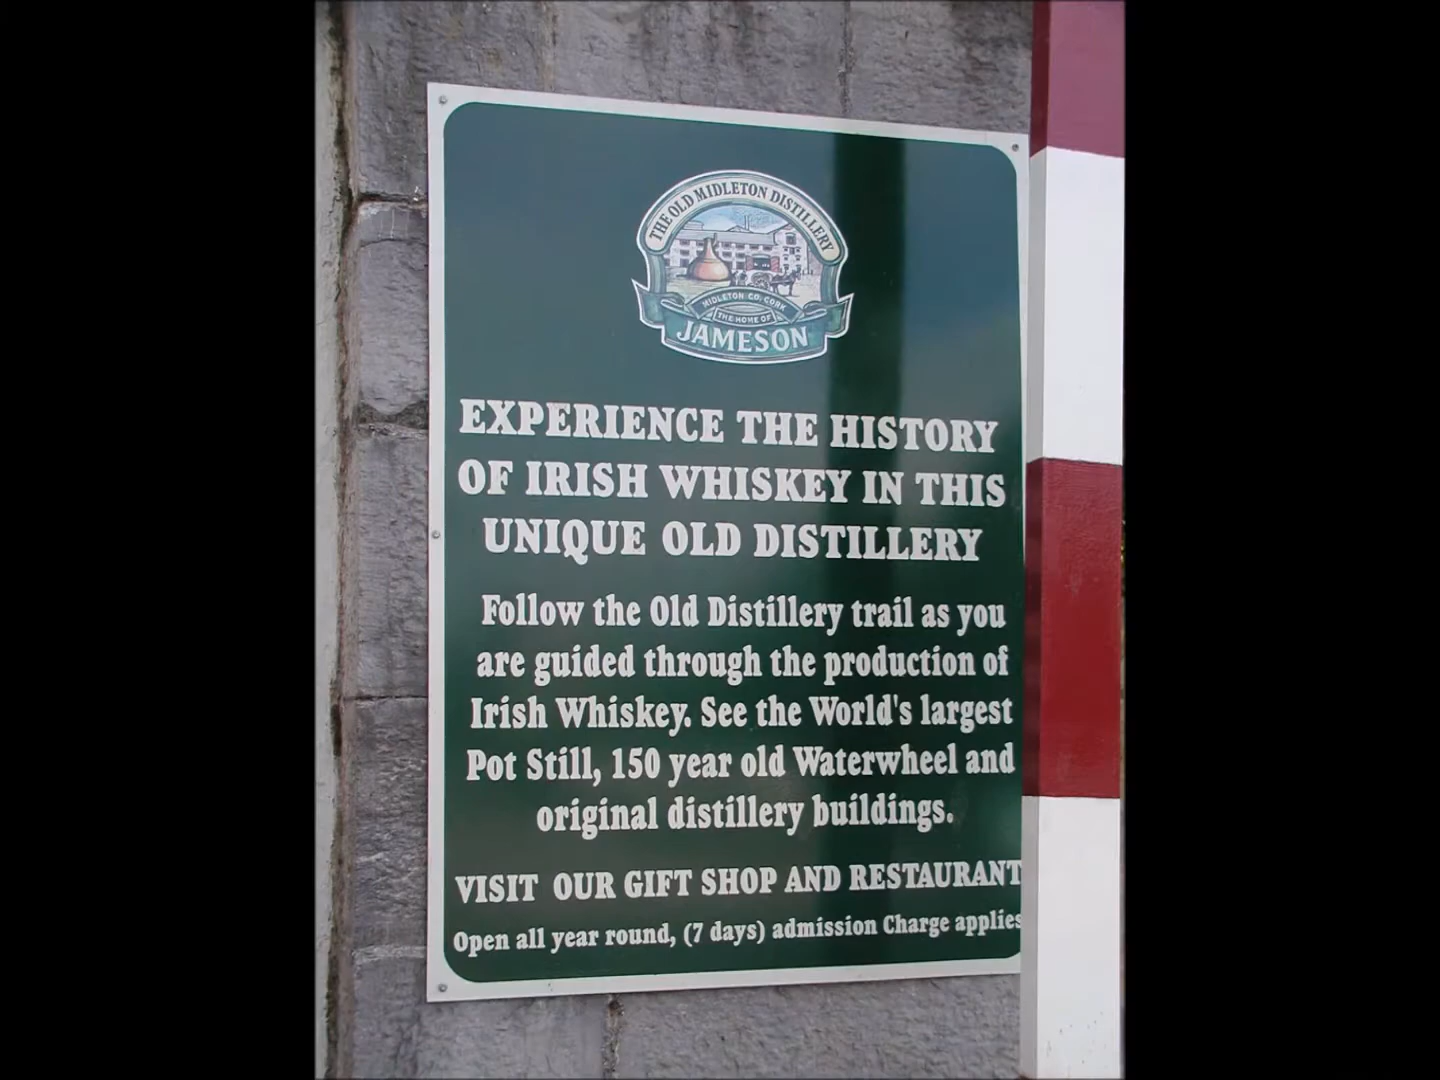 THE OLD MIDLETON DISTILLERY
MIDLETON CO. CORK
THE HOME OF
JAMESON
EXPERIENCE THE HISTORY
OF IRISH WHISKEY IN THIS
UNIQUE OLD DISTILLERY
Follow the Old Distillery trail as you
are guided through the production of
Irish Whiskey. See the World's largest
Pot Still, 150 year old Waterwheel and
original distillery buildings.
VISIT OUR GIFT SHOP AND RESTAURANT
Open all year round, (7 days) admission Charge applies